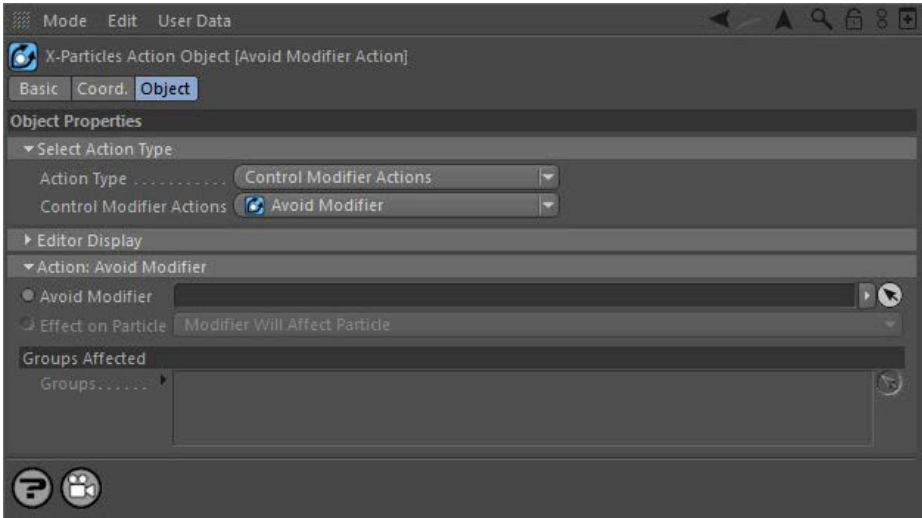 Mode Edit User Data
X-Particles Action Object [Avoid Modifier Action]
Basic Coord. Object
Object Properties
Select Action Type
Action Type . . . . . . . . . . . Control Modifier Actions
Control Modifier Actions Avoid Modifier
Editor Display
Action: Avoid Modifier
Avoid Modifier
Effect on Particle Modifier Will Affect Particle
Groups Affected
Groups. . . . . .